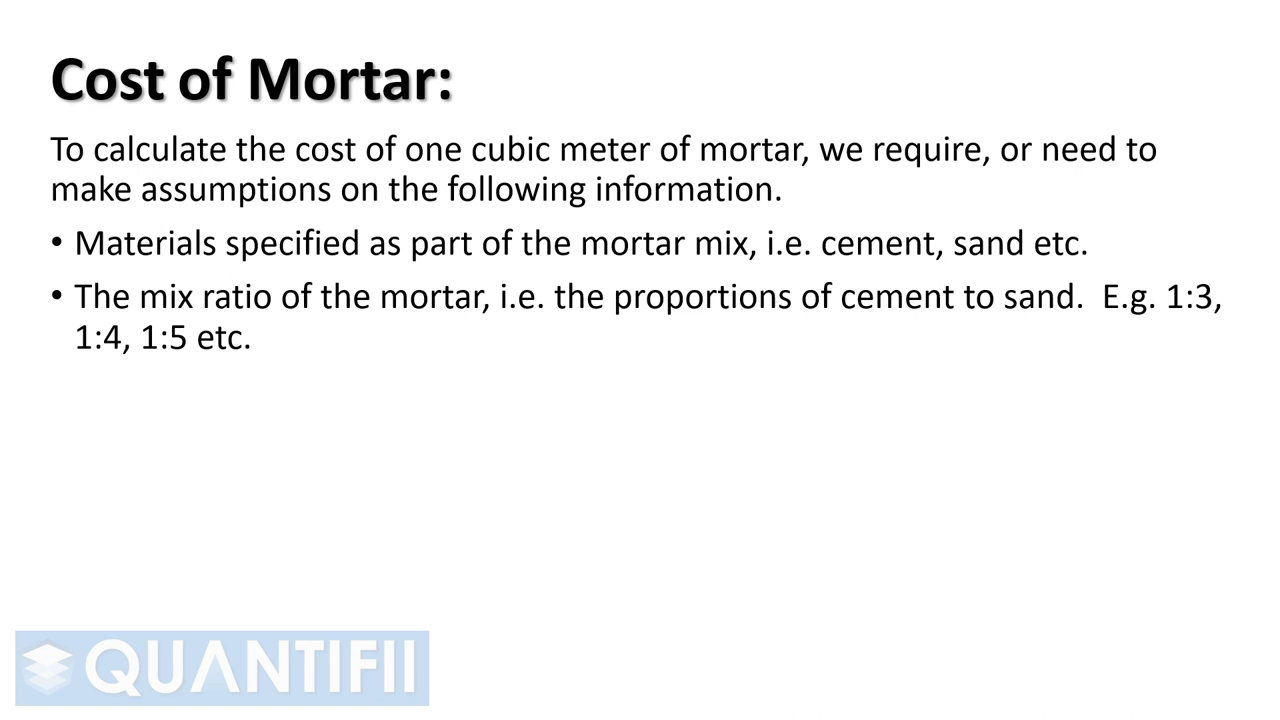 Cost of Mortar:
To calculate the cost of one cubic meter of mortar, we require, or need to
make assumptions on the following information.
• Materials specified as part of the mortar mix, i.e. cement, sand etc.
• The mix ratio of the mortar, i.e. the proportions of cement to sand.  E.g. 1:3,
1:4, 1:5 etc.
QUANTIFII